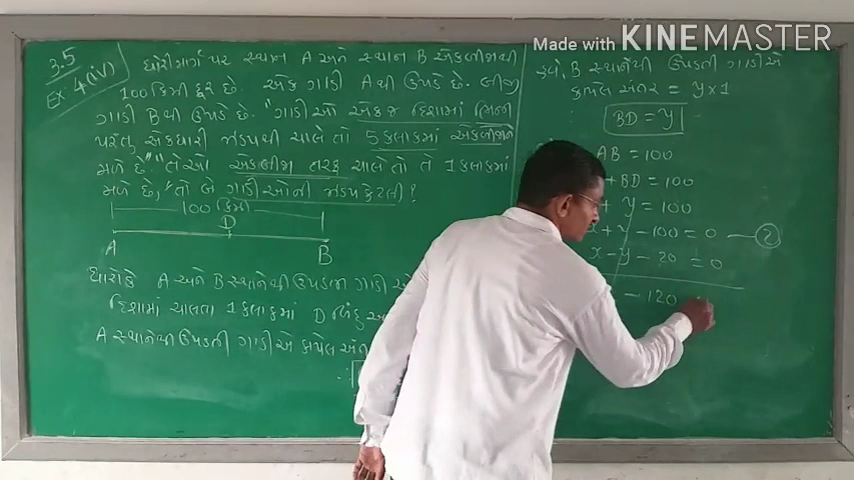 Made with KINEMASTER
3.5
Ex. 4(iv)
ધોરીમાર્ગ પર સ્થાન A અને સ્થાન B એકબીજાથી
100 કિમી દૂર છે. એક ગાડી A થી ઉપડે છે. બીજી
ગાડી B થી ઉપડે છે. "ગાડીઓ એકજ દિશામાં ભિન્ન
પરંતુ એકધારી ઝડપથી ચાલે તો 5 કલાકમાં એકબીજાને
મળે છે." "તેઓ એકબીજા તરફ ચાલે તો તે 1 કલાકમાં
મળે છે," તો બે ગાડીઓની ઝડપ કેટલી?
100 કિમી
D
A B
ધારોકે A અને B સ્થાનેથી ઉપડતી ગાડી
દિશામાં ચાલતા 1 કલાકમાં D બિંદુ
A સ્થાનેથી ઉપડતી ગાડીએ કાપેલ
હવે, B સ્થાનેથી ઉપડતી ગાડીએ
કાપેલ અંતર = y×1
BD = y
AB = 100
+ BD = 100
+ y = 100
+ y - 100 = 0 — 2
x - y - 20 = 0
- 120